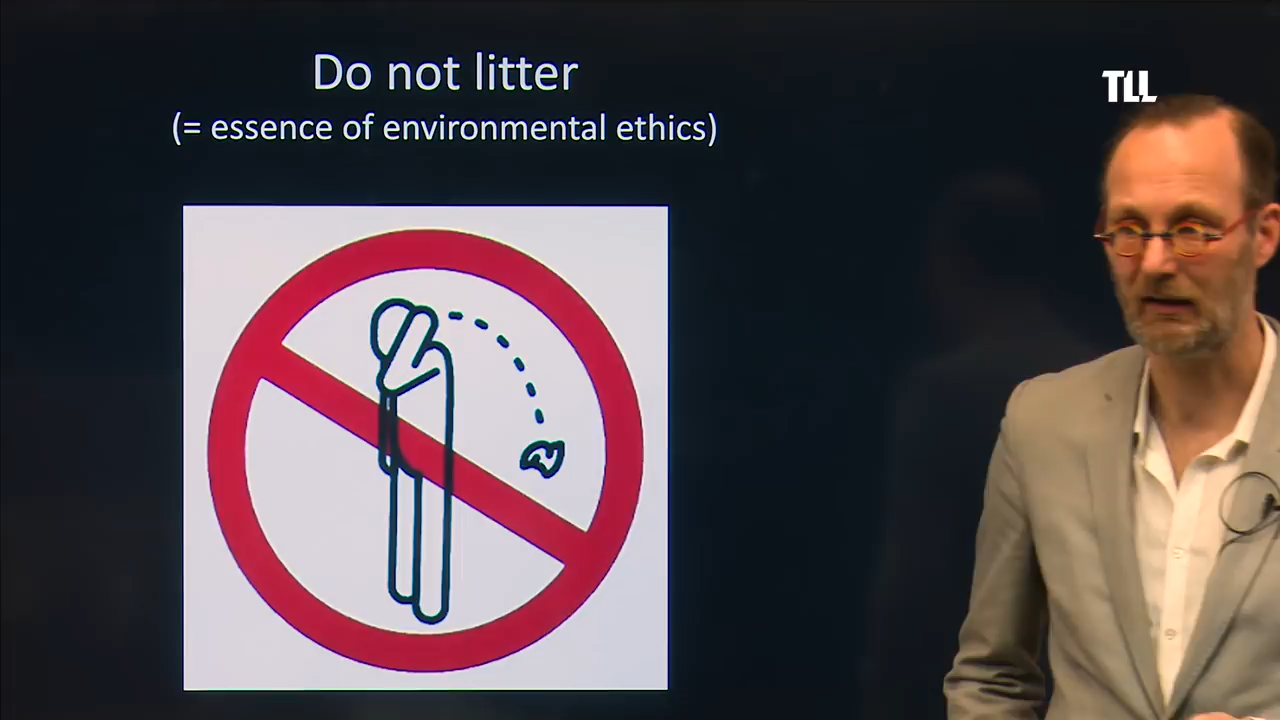 Do not litter
(= essence of environmental ethics)
TLL